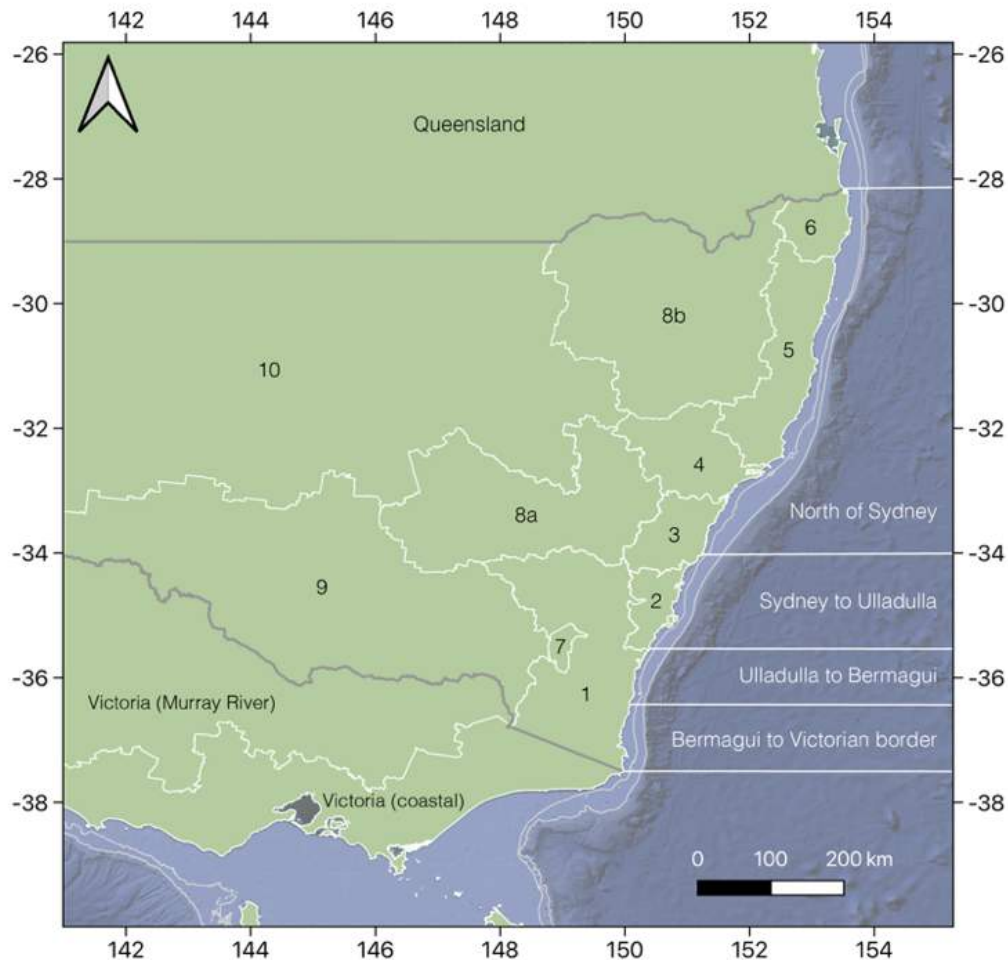 142 144 146 148 150 152 154
-26 -26
Queensland
-28 -28
6
-30 -30
8b
5
10
-32 -32
4
8a
North of Sydney
3
-34 -34
9
2
Sydney to Ulladulla
7
-36 -36
Ulladulla to Bermagui
1
Victoria (Murray River)
Bermagui to Victorian border
-38 -38
Victoria (coastal)
0 100 200 km
142 144 146 148 150 152 154